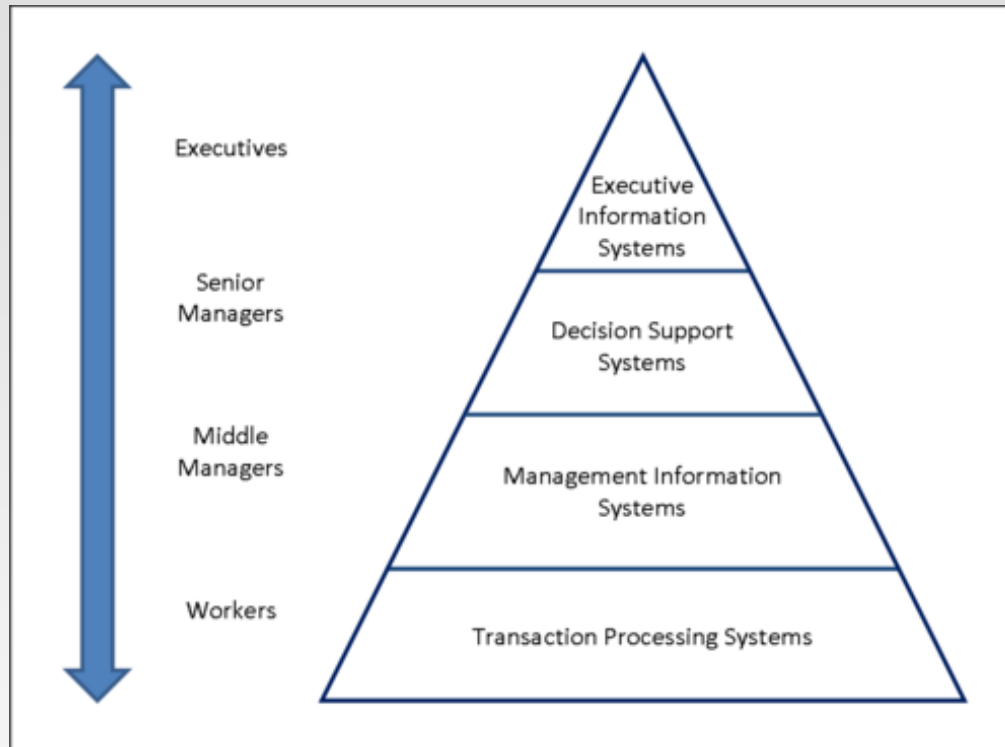 Executives
Executive
Information
Systems
Senior
Managers
Decision Support
Systems
Middle
Managers
Management Information
Systems
Workers
Transaction Processing Systems